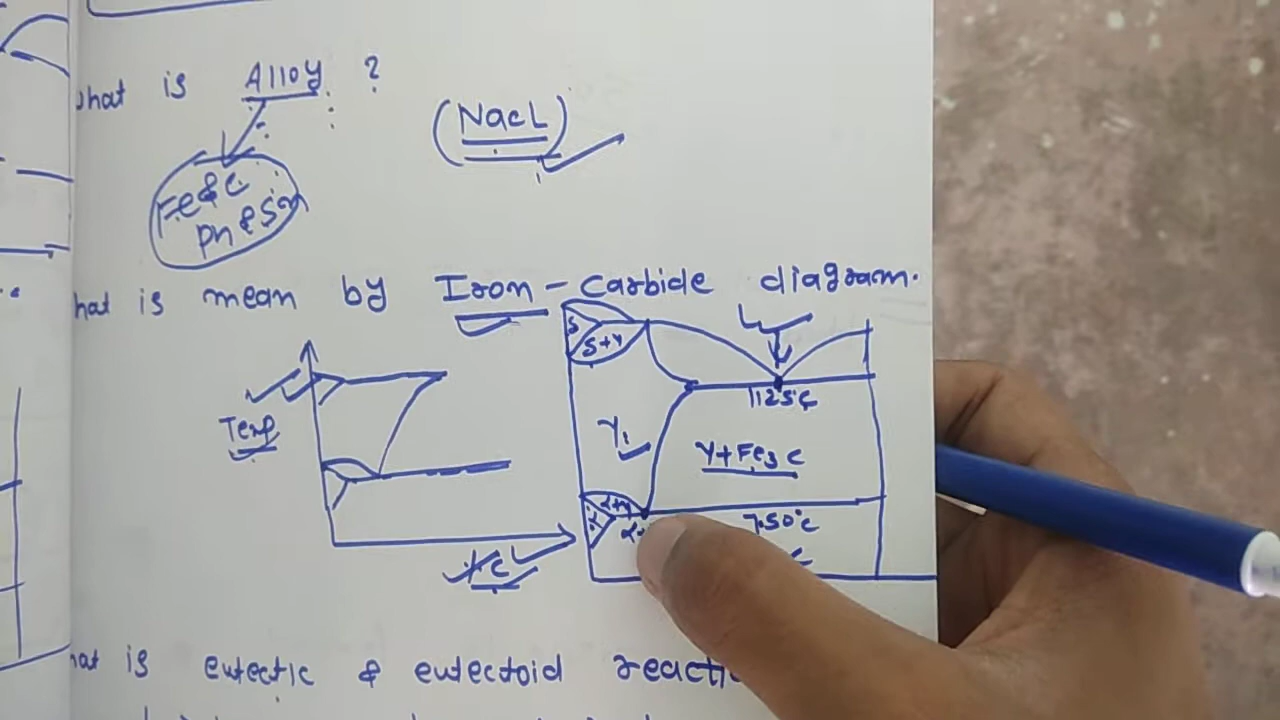 what is Alloy ?
(NaCL)
Fe & C
Pn & Sn
hat is mean by Iron - Carbide diagram.
S
S+γ
1125°C
Temp
γ
γ+Fe3C
α+γ
α
750°C
C
hat is eutectic & eutectoid reacti